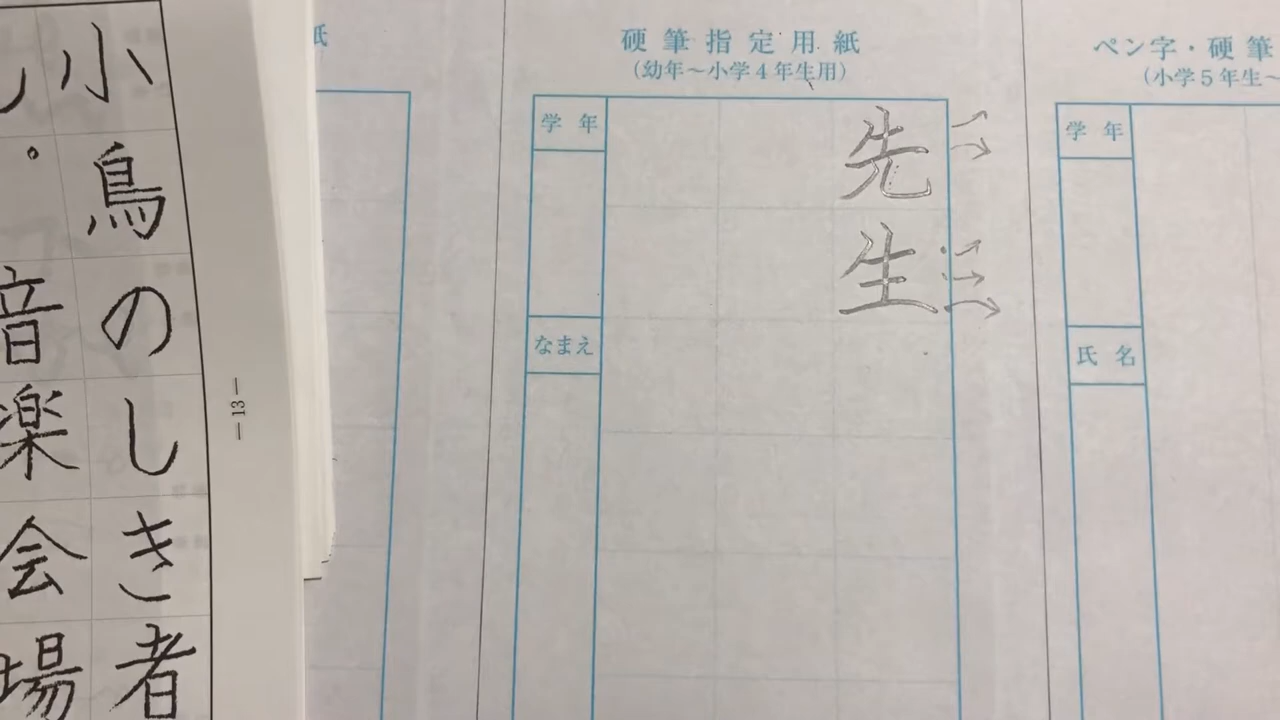 小鳥のしき者
音楽会場
－13－
紙
硬筆指定用紙
（幼年～小学４年生用）
学年
なまえ
先生
ペン字・硬筆
（小学５年生～
学年
氏名